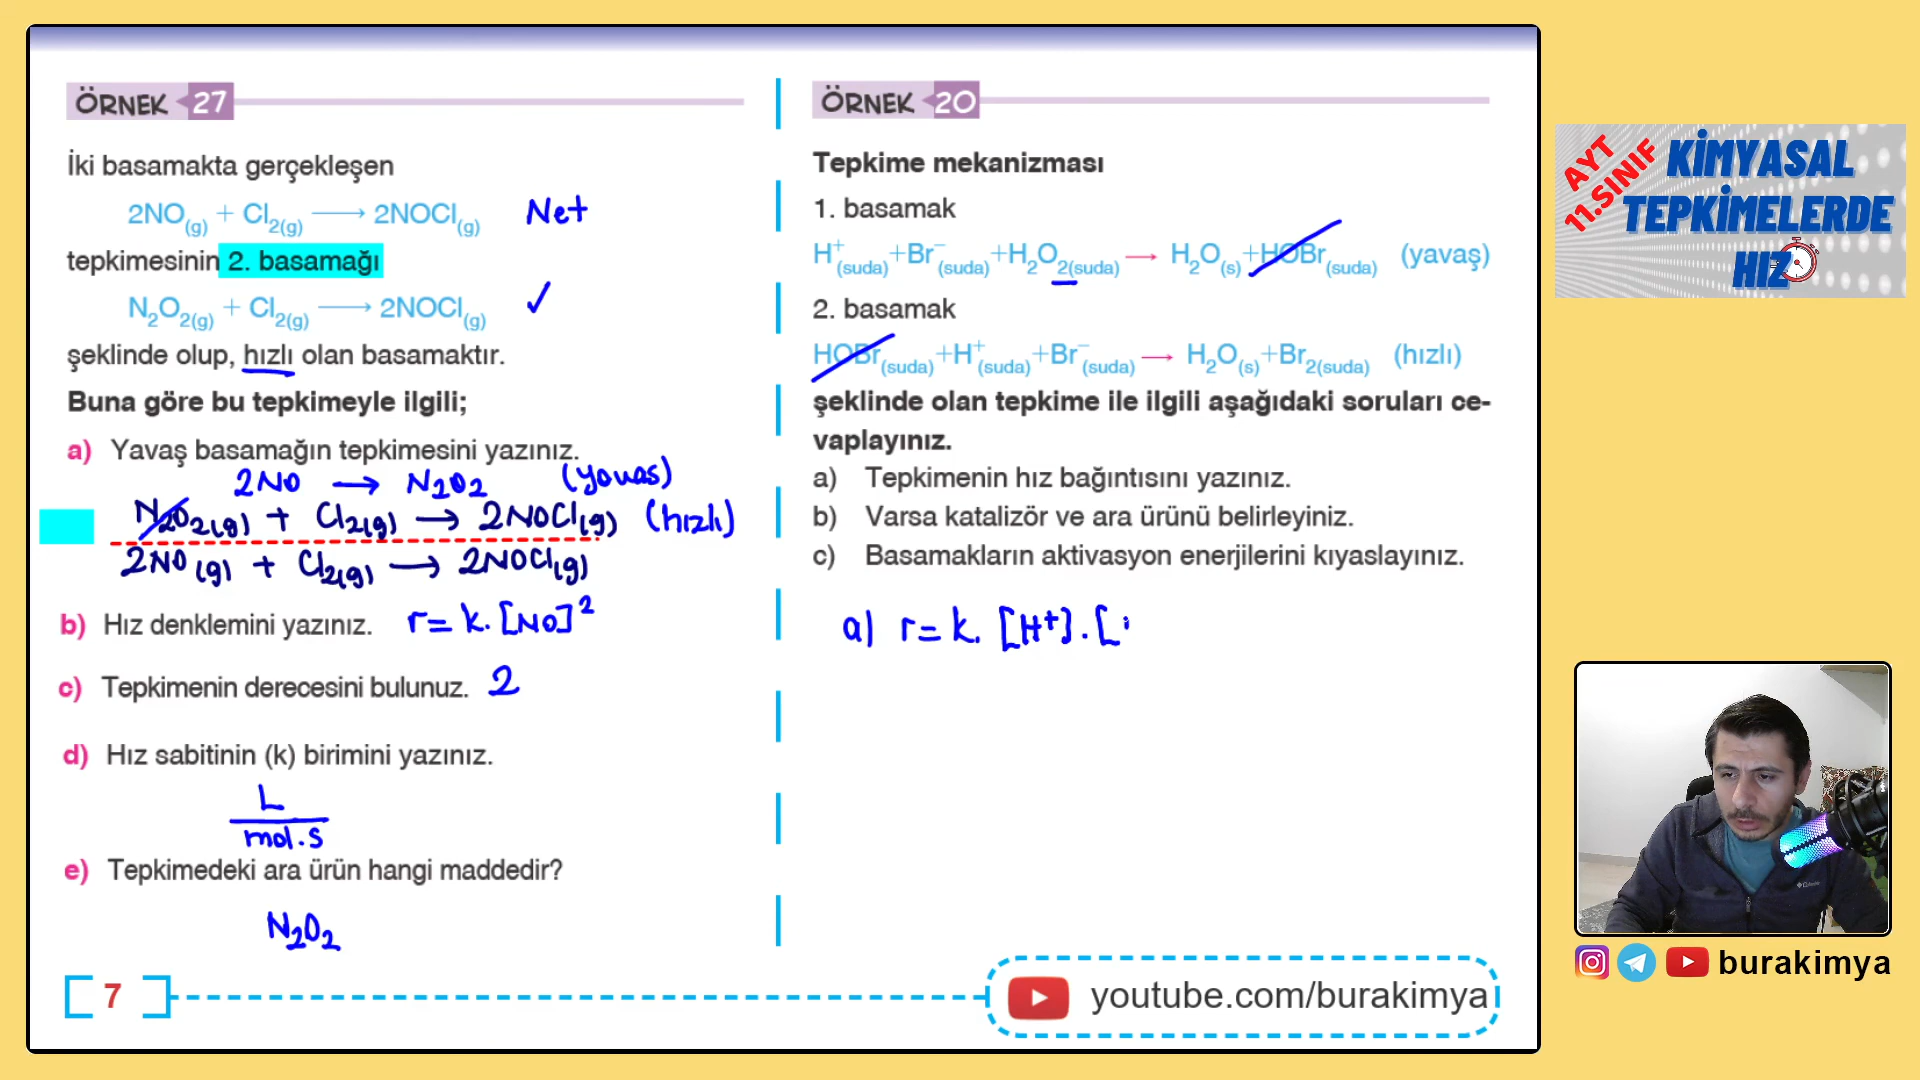 ÖRNEK 27
İki basamakta gerçekleşen
2NO(g) + Cl2(g) ⟶ 2NOCl(g) Net
tepkimesinin 2. basamağı
N2O2(g) + Cl2(g) ⟶ 2NOCl(g) ✓
şeklinde olup, hızlı olan basamaktır.
Buna göre bu tepkimeyle ilgili;
a) Yavaş basamağın tepkimesini yazınız.
2NO → N2O2 (yavaş)
N2O2(g) + Cl2(g) → 2NOCl(g) (hızlı)
2NO(g) + Cl2(g) → 2NOCl(g)
b) Hız denklemini yazınız. r = k. [NO]²
c) Tepkimenin derecesini bulunuz. 2
d) Hız sabitinin (k) birimini yazınız.
L
mol.s
e) Tepkimedeki ara ürün hangi maddedir?
N2O2
7
ÖRNEK 20
Tepkime mekanizması
1. basamak
H+(suda)+Br−(suda)+H2O2(suda) ⟶ H2O(s)+HOBr(suda) (yavaş)
2. basamak
HOBr(suda)+H+(suda)+Br−(suda) ⟶ H2O(s)+Br2(suda) (hızlı)
şeklinde olan tepkime ile ilgili aşağıdaki soruları ce-
vaplayınız.
a) Tepkimenin hız bağıntısını yazınız.
b) Varsa katalizör ve ara ürünü belirleyiniz.
c) Basamakların aktivasyon enerjilerini kıyaslayınız.
a) r = k. [H+] . [
youtube.com/burakimya
AYT
11.SINIF
KİMYASAL
TEPKİMELERDE
HIZ
burakimya